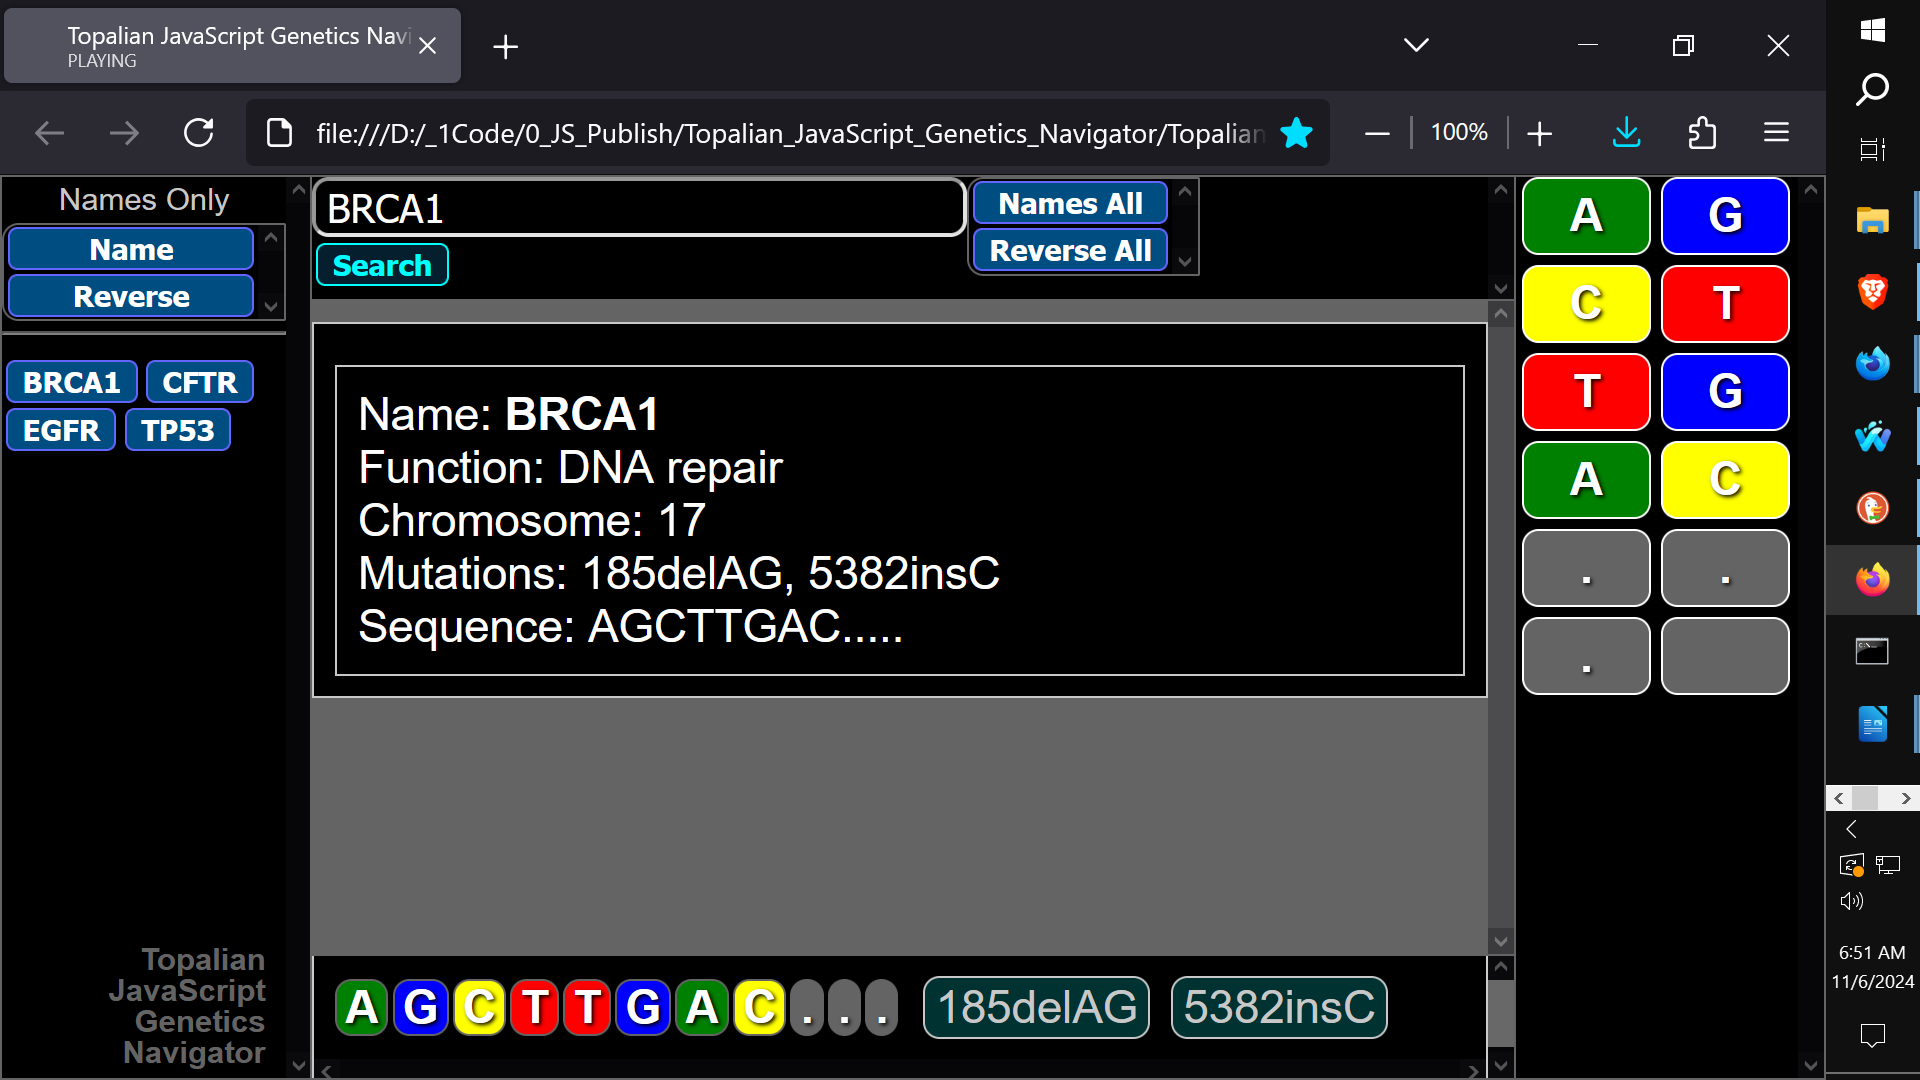 Topalian JavaScript Genetics Navi
PLAYING
file:///D:/_1Code/0_JS_Publish/Topalian_JavaScript_Genetics_Navigator/Topalian
100%
Names Only
Name
Reverse
BRCA1 CFTR
EGFR TP53
Topalian
JavaScript
Genetics
Navigator
BRCA1
Search
Names All
Reverse All
Name: BRCA1
Function: DNA repair
Chromosome: 17
Mutations: 185delAG, 5382insC
Sequence: AGCTTGAC.....
A G C T T G A C . . . 185delAG 5382insC
A G
C T
T G
A C
. .
.
6:51 AM
11/6/2024